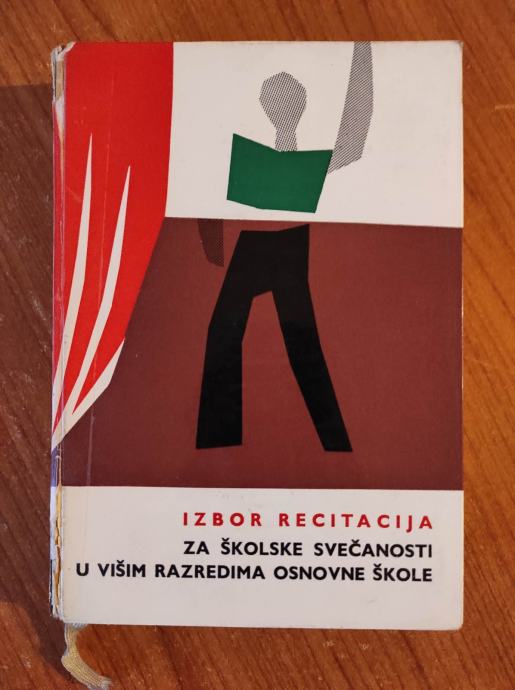 IZBOR RECITACIJA
ZA ŠKOLSKE SVEČANOSTI
U VIŠIM RAZREDIMA OSNOVNE ŠKOLE